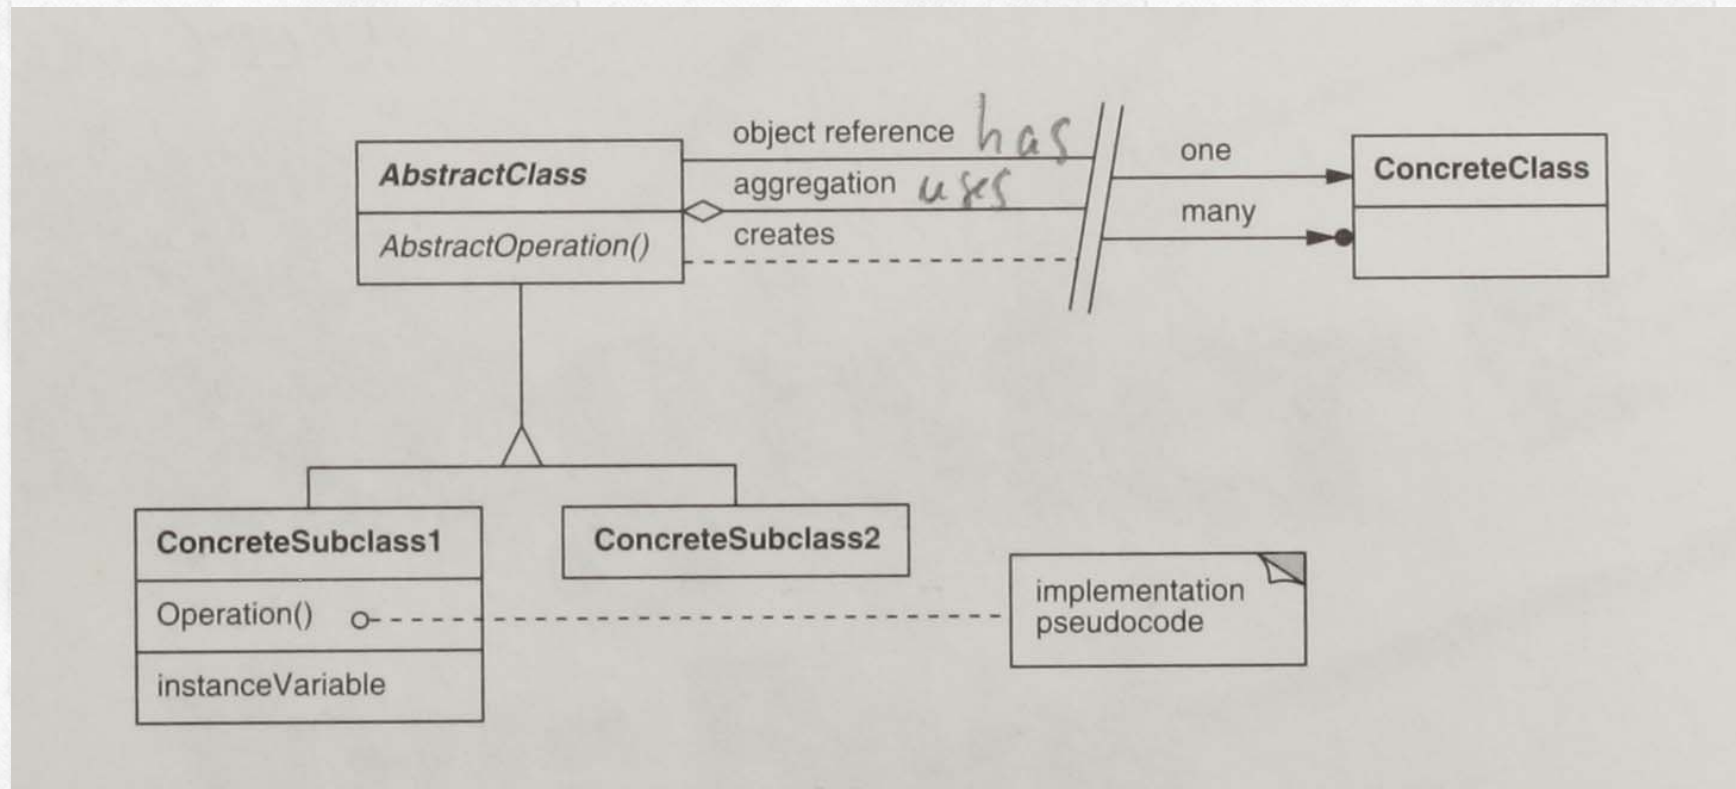 object reference has
one
AbstractClass
aggregation uses
ConcreteClass
many
AbstractOperation()
creates
ConcreteSubclass1
ConcreteSubclass2
implementation
pseudocode
Operation()
instanceVariable